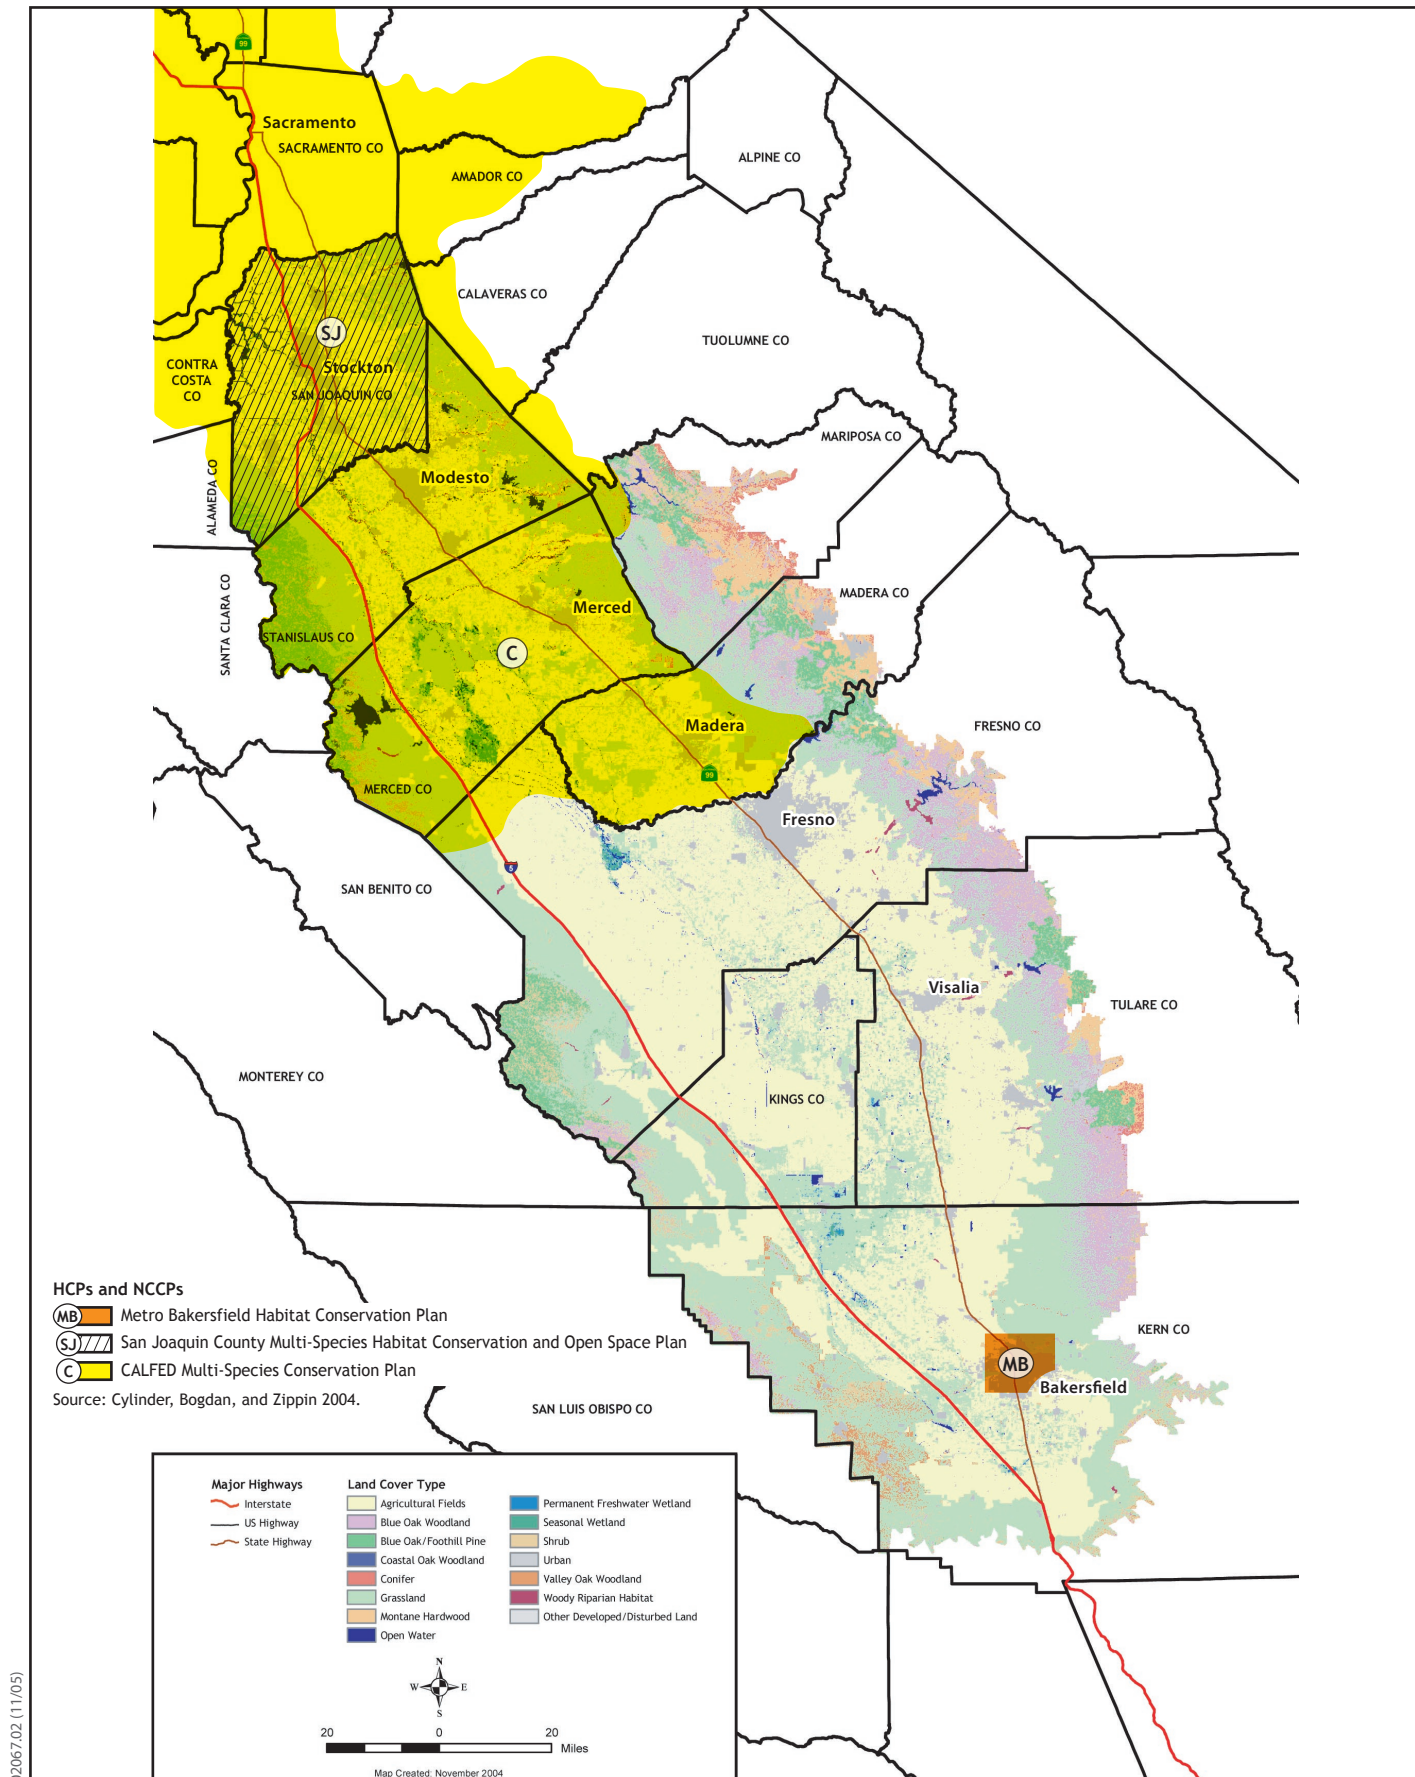 99
Sacramento
SACRAMENTO CO
ALPINE CO
AMADOR CO
CALAVERAS CO
SJ
TUOLUMNE CO
CONTRA
COSTA
CO
Stockton
SAN JOAQUIN CO
MARIPOSA CO
Modesto
ALAMEDA CO
MADERA CO
Merced
SANTA CLARA CO
STANISLAUS CO
C
FRESNO CO
Madera
99
MERCED CO
Fresno
5
SAN BENITO CO
Visalia
TULARE CO
MONTEREY CO
KINGS CO
HCPs and NCCPs
MB Metro Bakersfield Habitat Conservation Plan
SJ San Joaquin County Multi-Species Habitat Conservation and Open Space Plan
C CALFED Multi-Species Conservation Plan
Source: Cylinder, Bogdan, and Zippin 2004.
KERN CO
MB
Bakersfield
SAN LUIS OBISPO CO
Major Highways
Interstate
US Highway
State Highway
Land Cover Type
Agricultural Fields
Blue Oak Woodland
Blue Oak/Foothill Pine
Coastal Oak Woodland
Conifer
Grassland
Montane Hardwood
Open Water
Permanent Freshwater Wetland
Seasonal Wetland
Shrub
Urban
Valley Oak Woodland
Woody Riparian Habitat
Other Developed/Disturbed Land
N
W E
S
20 0 20
Miles
Map Created: November 2004
02067.02 (11/05)